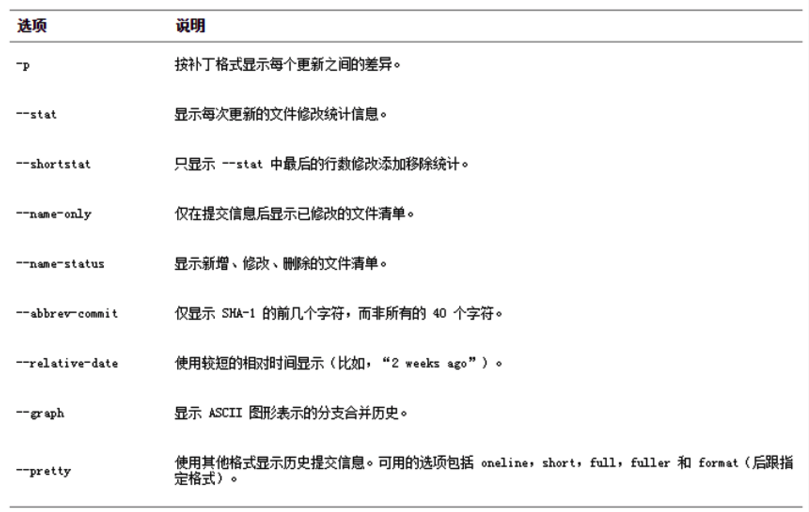 选项 说明
-p 按补丁格式显示每个更新之间的差异。
--stat 显示每次更新的文件修改统计信息。
--shortstat 只显示 --stat 中最后的行数修改添加移除统计。
--name-only 仅在提交信息后显示已修改的文件清单。
--name-status 显示新增、修改、删除的文件清单。
--abbrev-commit 仅显示 SHA-1 的前几个字符，而非所有的 40 个字符。
--relative-date 使用较短的相对时间显示（比如，“2 weeks ago”）。
--graph 显示 ASCII 图形表示的分支合并历史。
--pretty 使用其他格式显示历史提交信息。可用的选项包括 oneline，short，full，fuller 和 format（后跟指
定格式）。